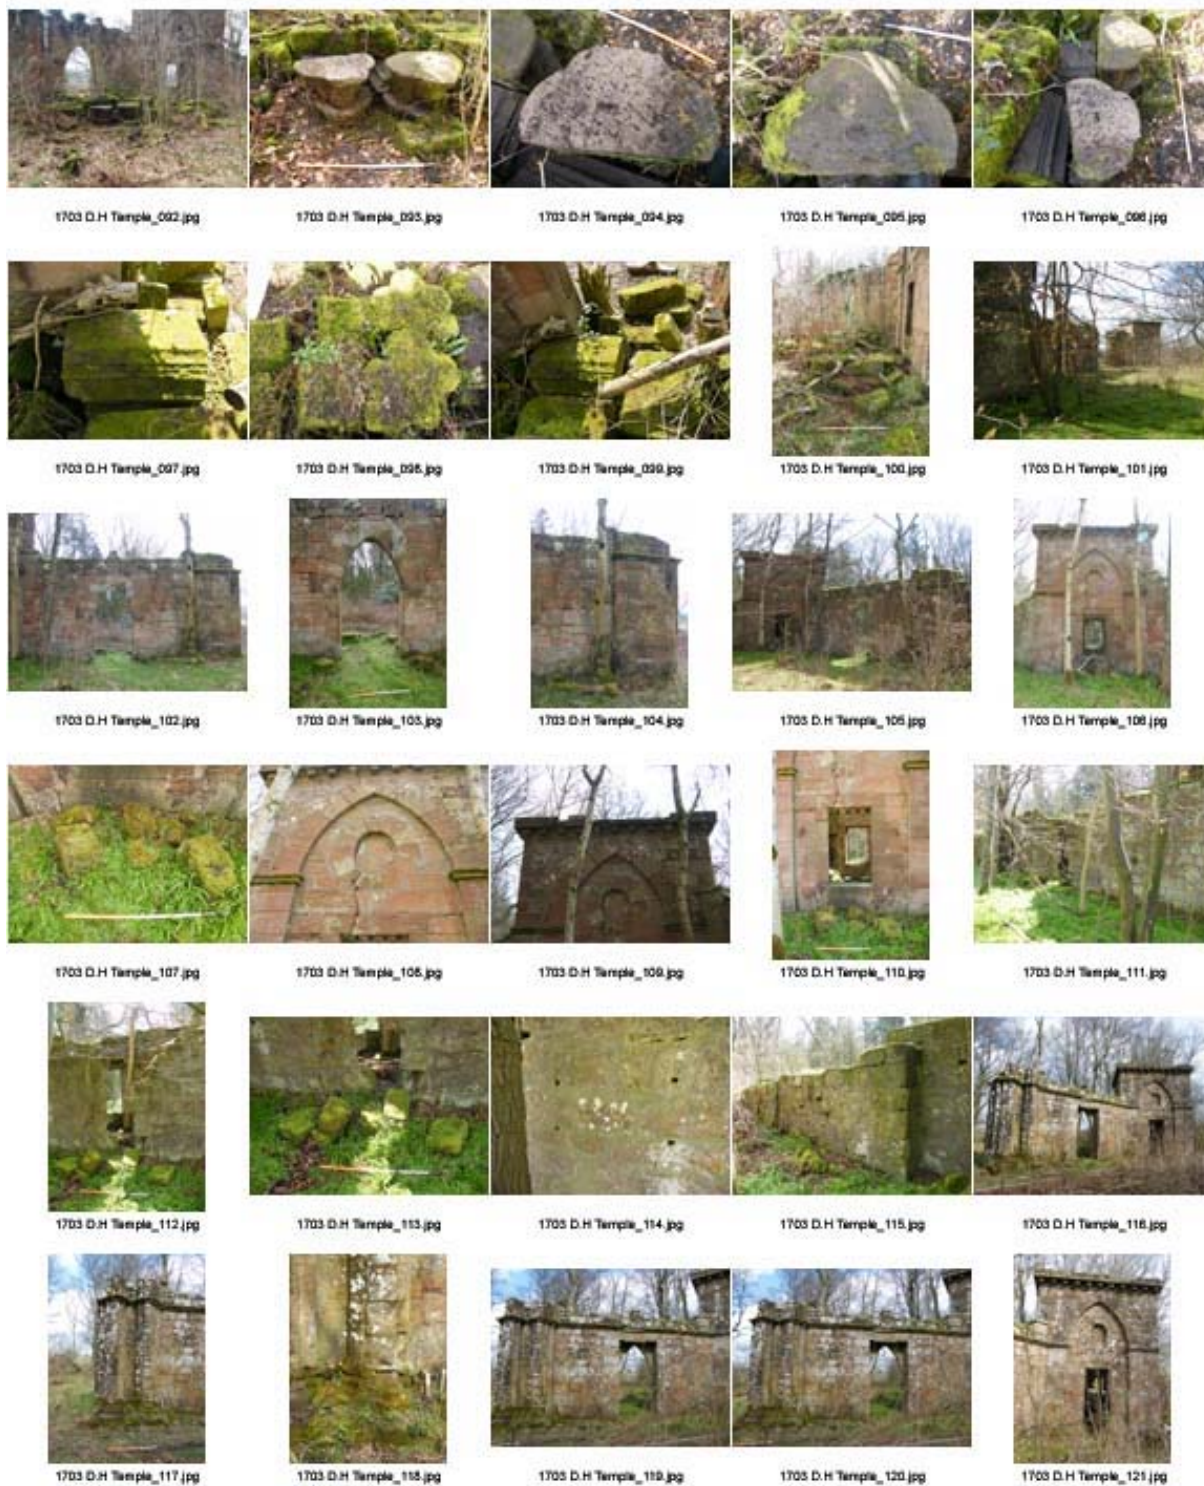 1703 D.H Temple_092.jpg 1703 D.H Temple_093.jpg 1703 D.H Temple_094.jpg 1703 D.H Temple_095.jpg 1703 D.H Temple_096.jpg
1703 D.H Temple_097.jpg 1703 D.H Temple_098.jpg 1703 D.H Temple_099.jpg 1703 D.H Temple_100.jpg 1703 D.H Temple_101.jpg
1703 D.H Temple_102.jpg 1703 D.H Temple_103.jpg 1703 D.H Temple_104.jpg 1703 D.H Temple_105.jpg 1703 D.H Temple_106.jpg
1703 D.H Temple_107.jpg 1703 D.H Temple_108.jpg 1703 D.H Temple_109.jpg 1703 D.H Temple_110.jpg 1703 D.H Temple_111.jpg
1703 D.H Temple_112.jpg 1703 D.H Temple_113.jpg 1703 D.H Temple_114.jpg 1703 D.H Temple_115.jpg 1703 D.H Temple_116.jpg
1703 D.H Temple_117.jpg 1703 D.H Temple_118.jpg 1703 D.H Temple_119.jpg 1703 D.H Temple_120.jpg 1703 D.H Temple_121.jpg